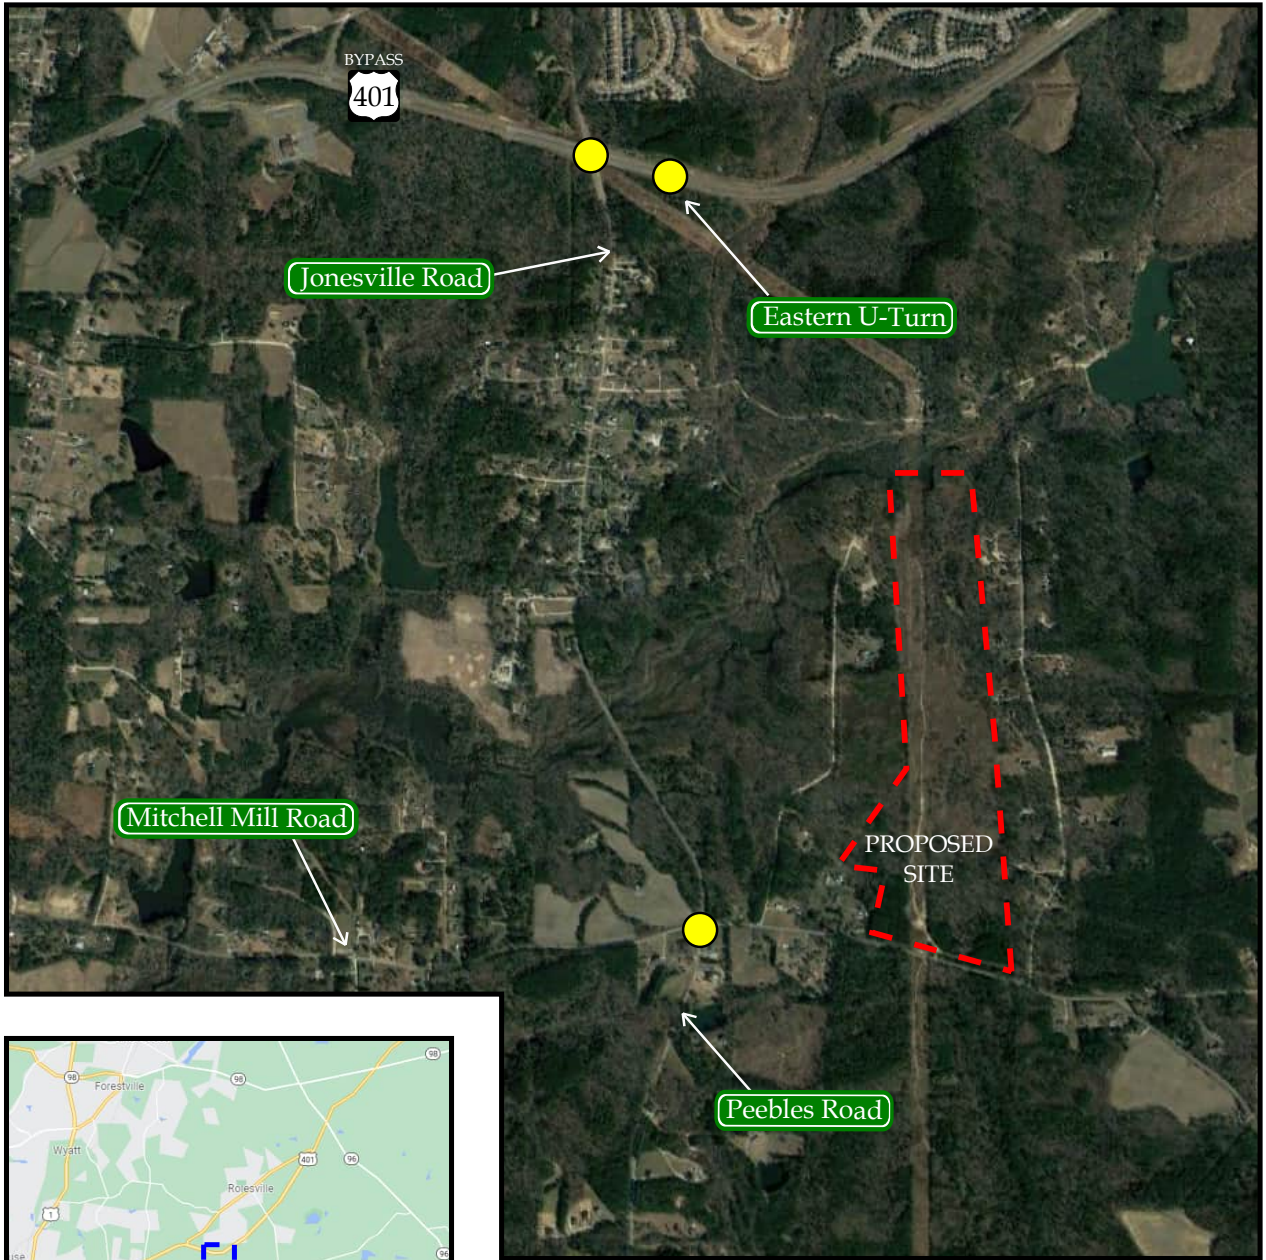 BYPASS
401
Jonesville Road
Eastern U-Turn
Mitchell Mill Road
PROPOSED
SITE
Peebles Road
98
98
Forestville
Wyatt
401
96
Rolesville
1
96